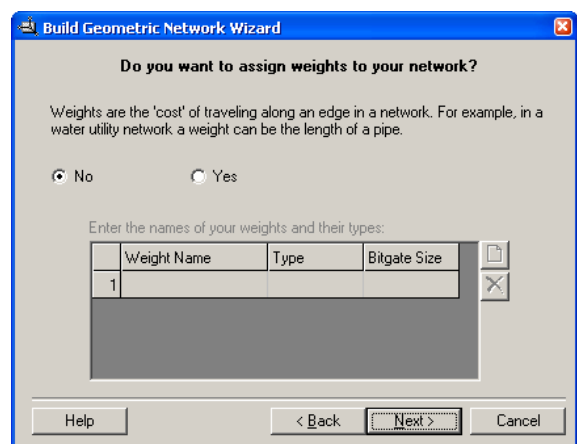 Build Geometric Network Wizard
Do you want to assign weights to your network?
Weights are the 'cost' of traveling along an edge in a network. For example, in a
water utility network a weight can be the length of a pipe.
No Yes
Enter the names of your weights and their types:
Weight Name Type Bitgate Size
1
Help < Back Next > Cancel